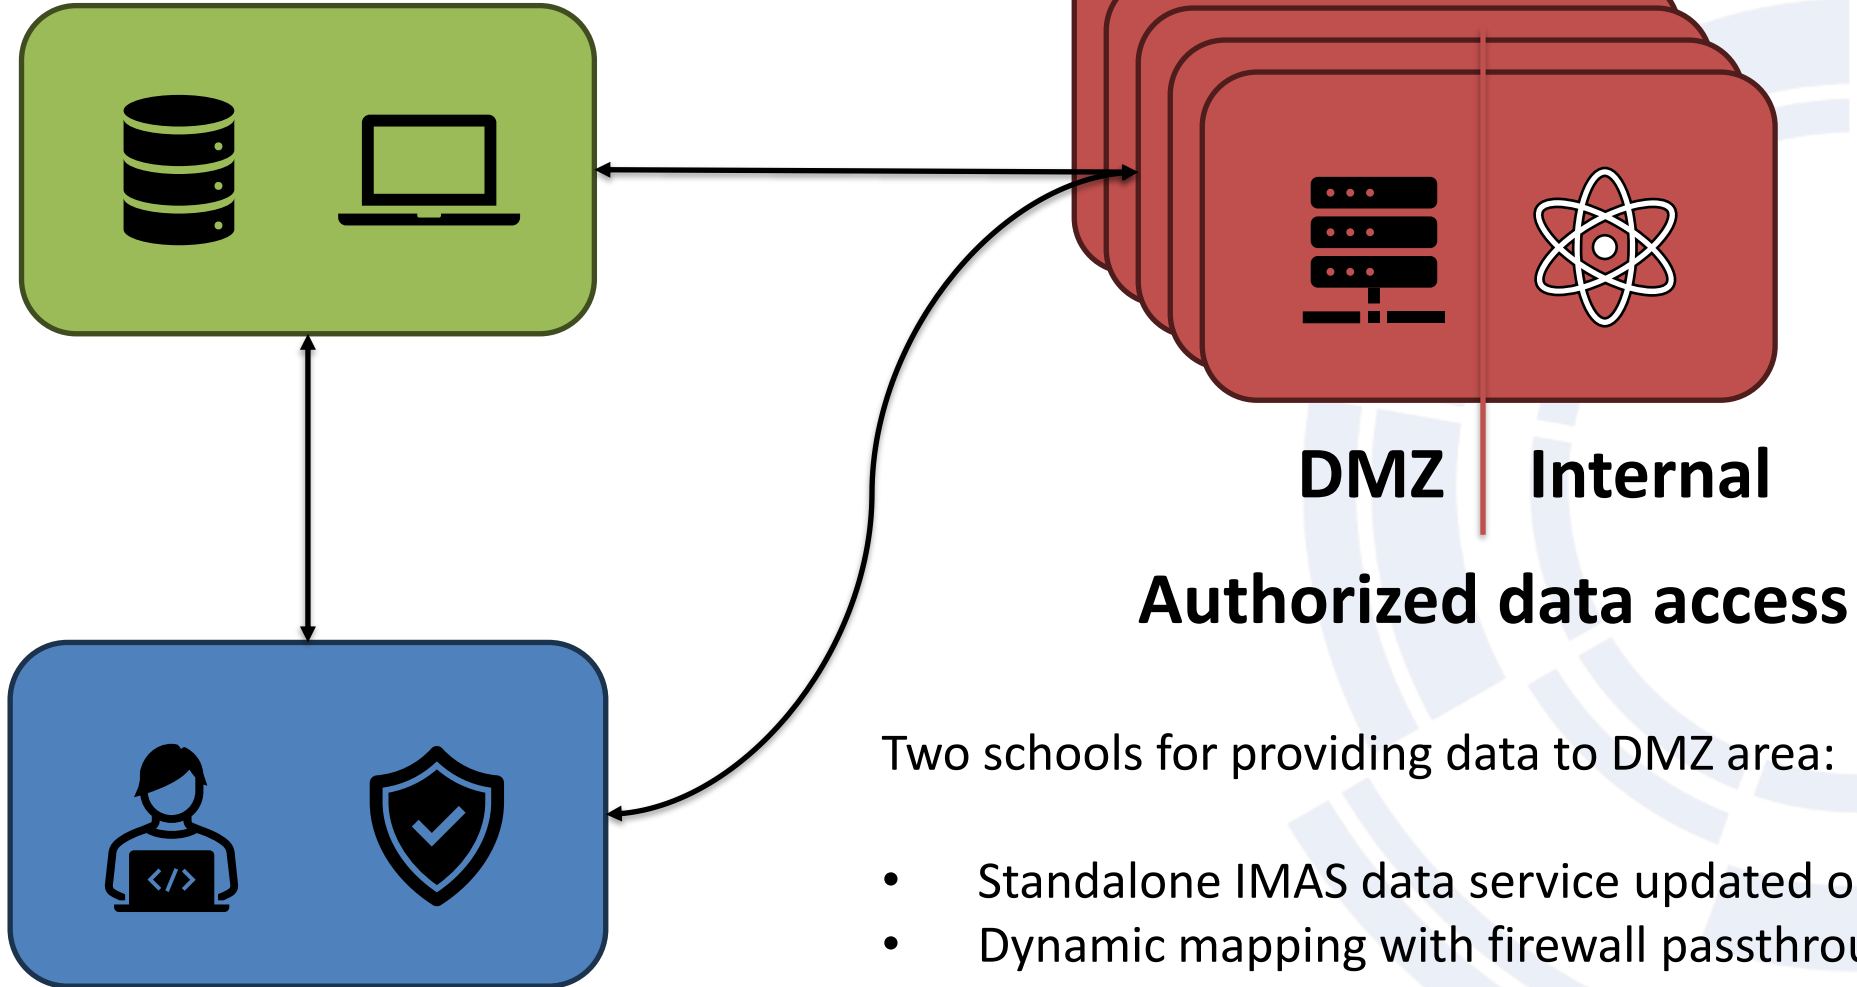 DMZ Internal
Authorized data access
Two schools for providing data to DMZ area:
• Standalone IMAS data service updated
• Dynamic mapping with firewall